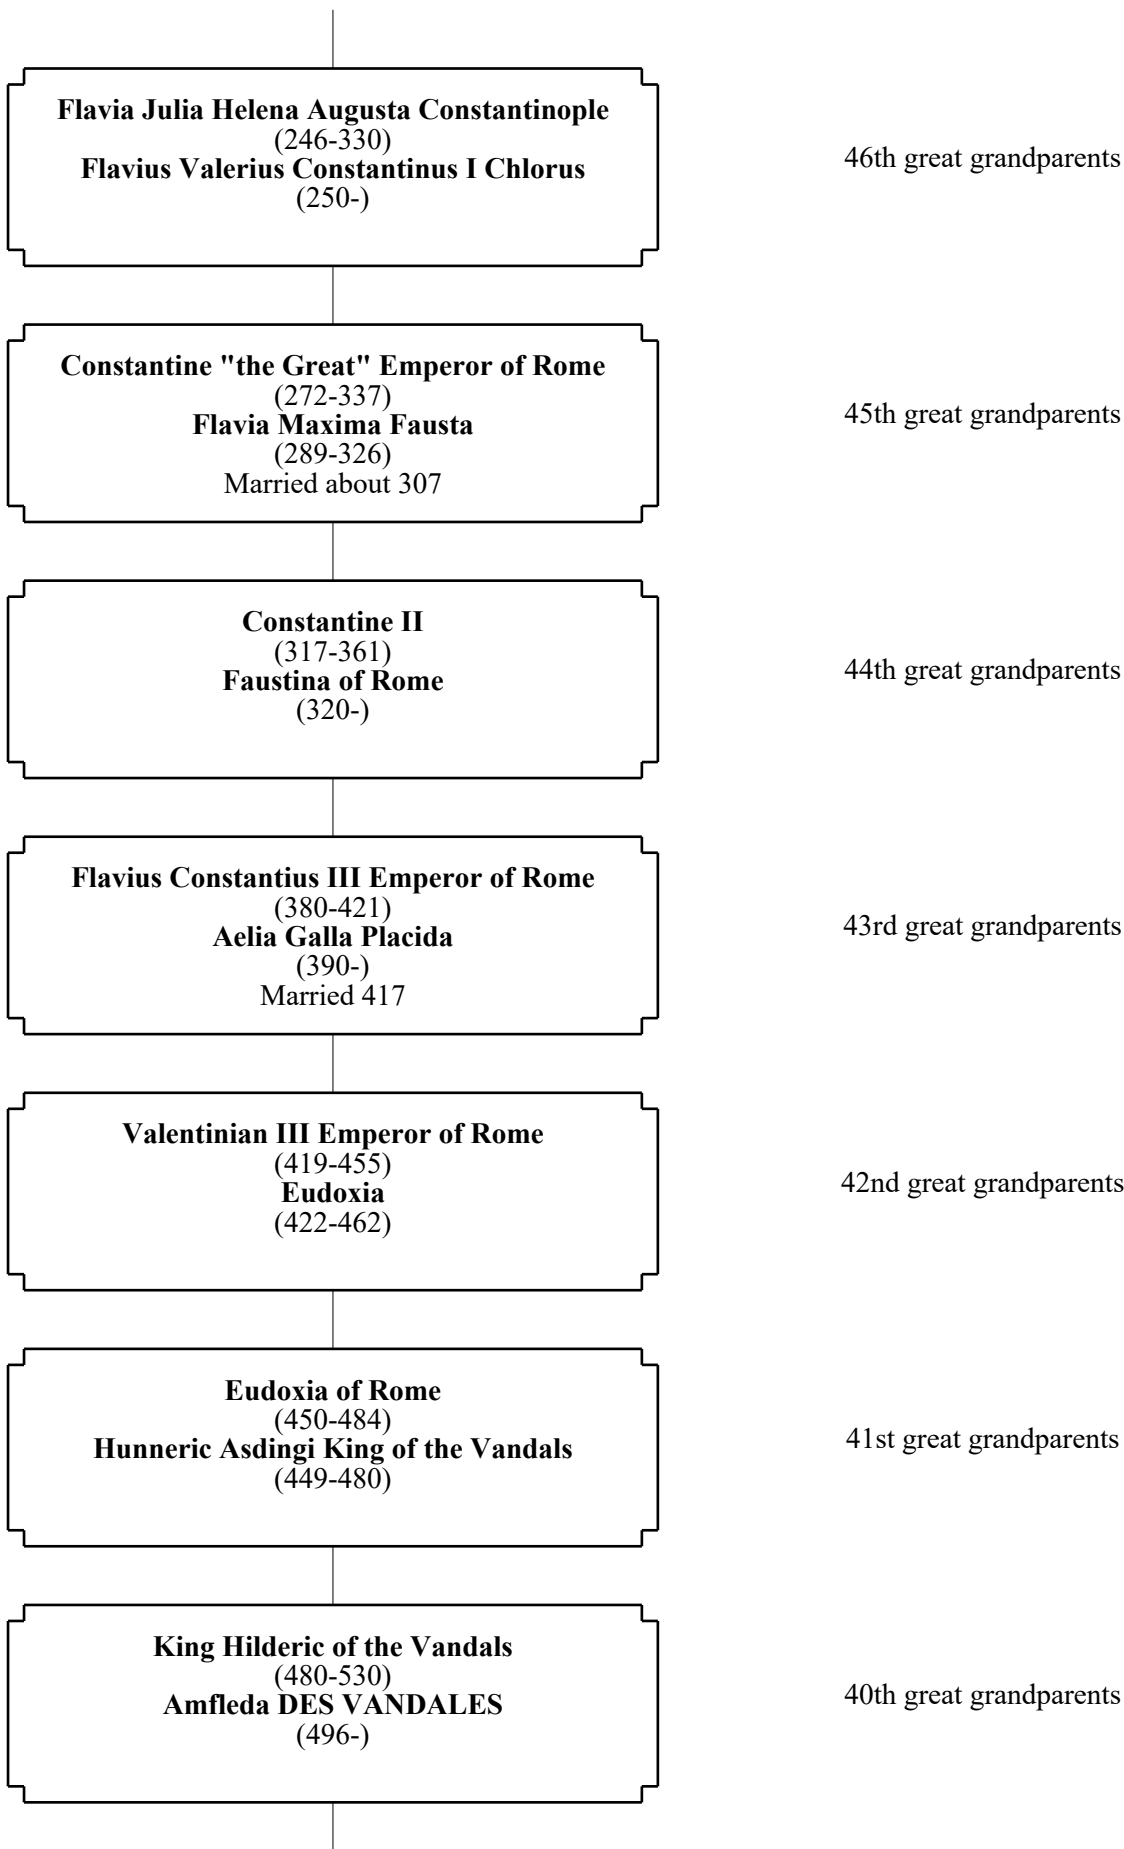 Flavia Julia Helena Augusta Constantinople
(246-330)
Flavius Valerius Constantinus I Chlorus
(250-)
46th great grandparents
Constantine "the Great" Emperor of Rome
(272-337)
Flavia Maxima Fausta
(289-326)
Married about 307
45th great grandparents
Constantine II
(317-361)
Faustina of Rome
(320-)
44th great grandparents
Flavius Constantius III Emperor of Rome
(380-421)
Aelia Galla Placida
(390-)
Married 417
43rd great grandparents
Valentinian III Emperor of Rome
(419-455)
Eudoxia
(422-462)
42nd great grandparents
Eudoxia of Rome
(450-484)
Hunneric Asdingi King of the Vandals
(449-480)
41st great grandparents
King Hilderic of the Vandals
(480-530)
Amfleda DES VANDALES
(496-)
40th great grandparents